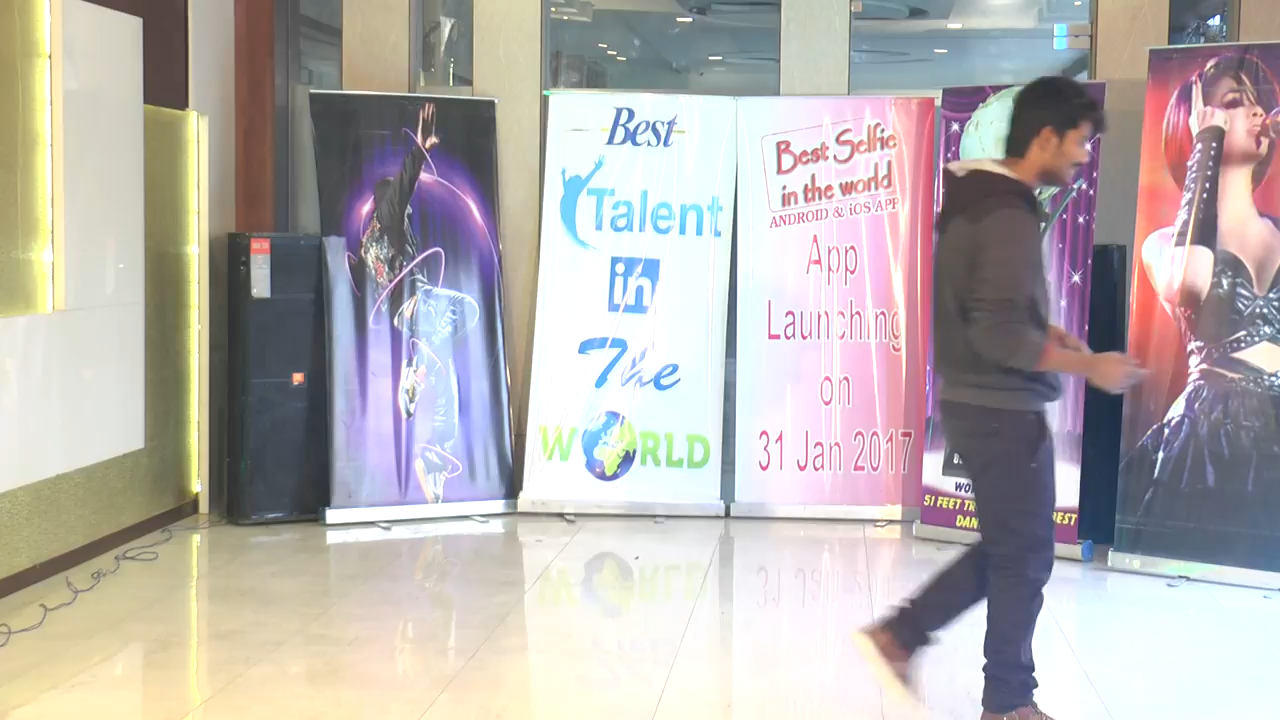 Best
Talent
in
The
WORLD
Best Selfie
in the world
ANDROID & iOS APP
App
Launching
on
31 Jan 2017
51 FEET